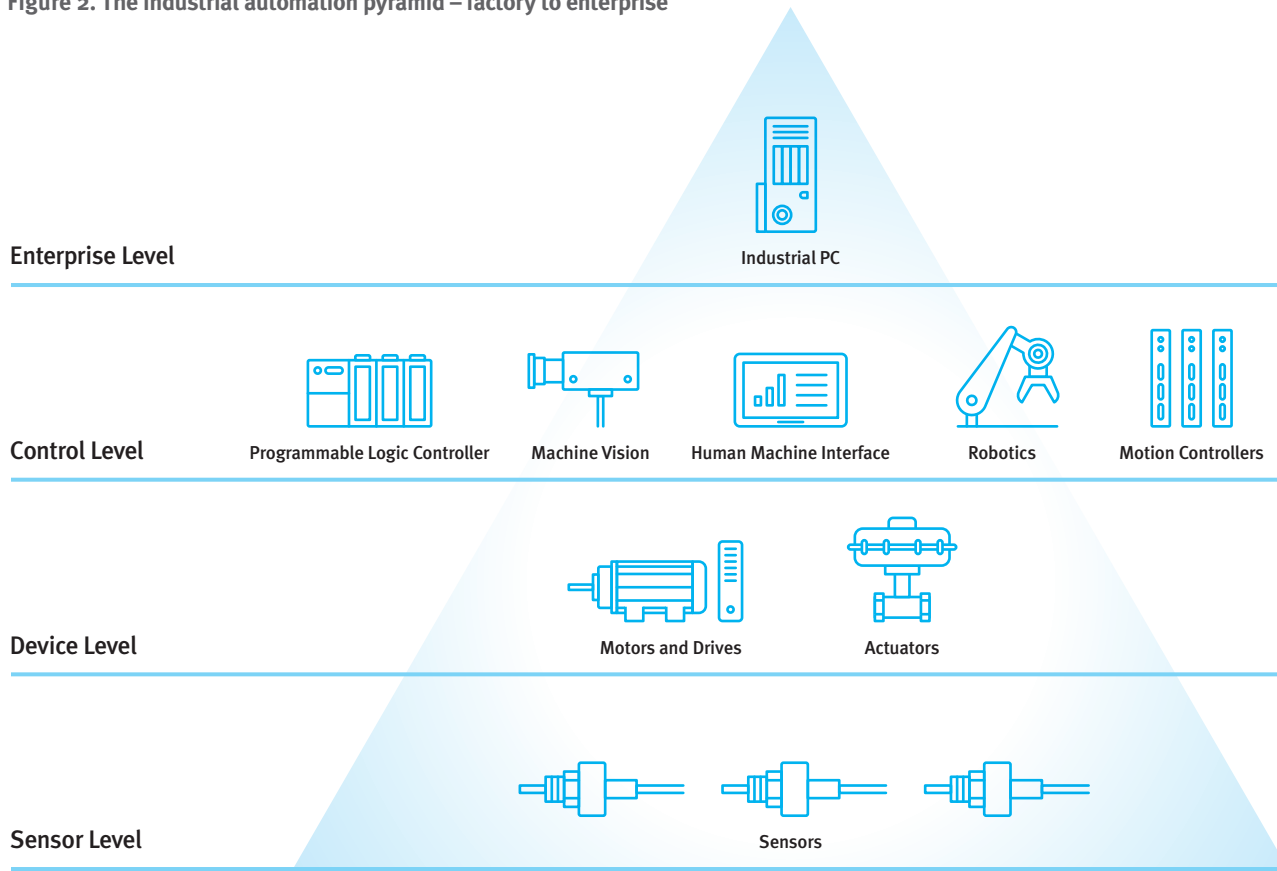 Figure 2. The industrial automation pyramid – factory to enterprise
Enterprise Level
Industrial PC
Control Level
Programmable Logic Controller
Machine Vision
Human Machine Interface
Robotics
Motion Controllers
Device Level
Motors and Drives
Actuators
Sensor Level
Sensors